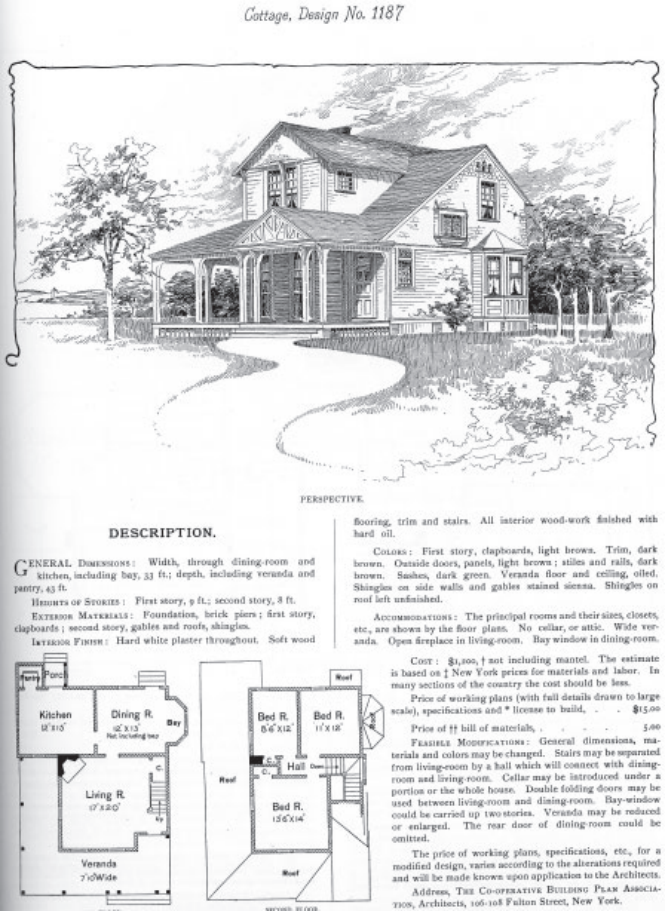 Cottage, Design No. 1187
PERSPECTIVE.
DESCRIPTION.
GENERAL DIMENSIONS: Width, through dining-room and
kitchen, including bay, 33 ft.; depth, including veranda and
pantry, 45 ft.
HEIGHTS OF STORIES: First story, 9 ft.; second story, 8 ft.
EXTERIOR MATERIALS: Foundation, brick piers; first story,
clapboards; second story, gables and roofs, shingles.
INTERIOR FINISH: Hard white plaster throughout. Soft wood
flooring, trim and stairs. All interior wood-work finished with
hard oil.
COLORS: First story, clapboards, light brown. Trim, dark
brown. Outside doors, panels, light brown; stiles and rails, dark
brown. Sashes, dark green. Veranda floor and ceiling, oiled.
Shingles on side walls and gables stained sienna. Shingles on
roof left unfinished.
ACCOMMODATIONS: The principal rooms and their sizes, closets,
etc., are shown by the floor plans. No cellar, or attic. Wide ver-
anda. Open fireplace in living-room. Bay window in dining-room.
COST: $1,100, † not including mantel. The estimate
is based on ‡ New York prices for materials and labor. In
many sections of the country the cost should be less.
Price of working plans (with full details drawn to large
scale), specifications and * license to build, . . $15.00
Price of †† bill of materials, . . . 5.00
FEASIBLE MODIFICATIONS: General dimensions, ma-
terials and colors may be changed. Stairs may be separated
from living-room by a hall which will connect with dining-
room and living-room. Cellar may be introduced under a
portion or the whole house. Double folding doors may be
used between living-room and dining-room. Bay-window
could be carried up two stories. Veranda may be reduced
or enlarged. The rear door of dining-room could be
omitted.
The price of working plans, specifications, etc., for a
modified design, varies according to the alterations required
and will be made known upon application to the Architects.
Address, THE CO-OPERATIVE BUILDING PLAN ASSOCIA-
TION, Architects, 106-108 Fulton Street, New York.
Pantry
Porch
Kitchen
12'X13'
Dining R.
12'X13'
Not including bay
Bay
C.
Living R.
17'X20'
Up
Veranda
7'10" Wide
Roof
Bed R.
8'6"X12'
Bed R.
11'X12'
Roof
C.
C.
Hall
Down
Roof
Bed R.
13'6"X14'
Roof
SECOND FLOOR